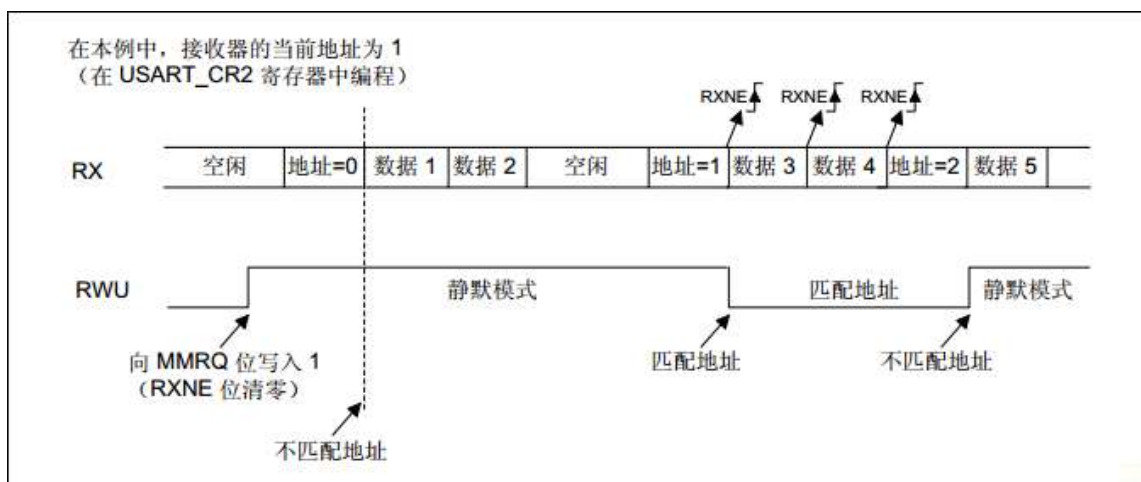 在本例中，接收器的当前地址为 1
（在 USART_CR2 寄存器中编程）
RXNE RXNE RXNE
RX 空闲 地址=0 数据 1 数据 2 空闲 地址=1 数据 3 数据 4 地址=2 数据 5
RWU 静默模式 匹配地址 静默模式
向 MMRQ 位写入 1
（RXNE 位清零）
匹配地址 不匹配地址
不匹配地址